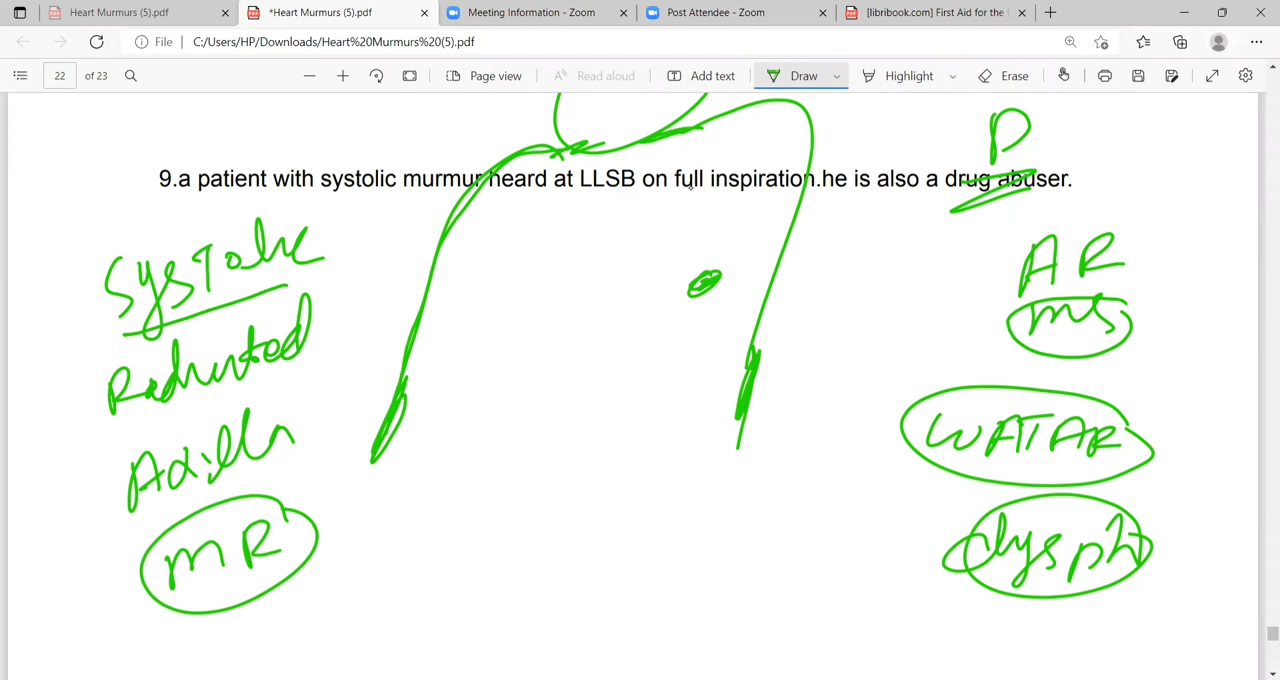 Heart Murmurs (5).pdf
*Heart Murmurs (5).pdf
Meeting Information - Zoom
Post Attendee - Zoom
[libribook.com] First Aid for the
File
C:/Users/HP/Downloads/Heart%20Murmurs%20(5).pdf
22 of 23
Page view
Read aloud
Add text
Draw
Highlight
Erase
D
9.a patient with systolic murmur heard at LLSB on full inspiration.he is also a drug abuser.
Systolic
AR
Axilla
MS
MR